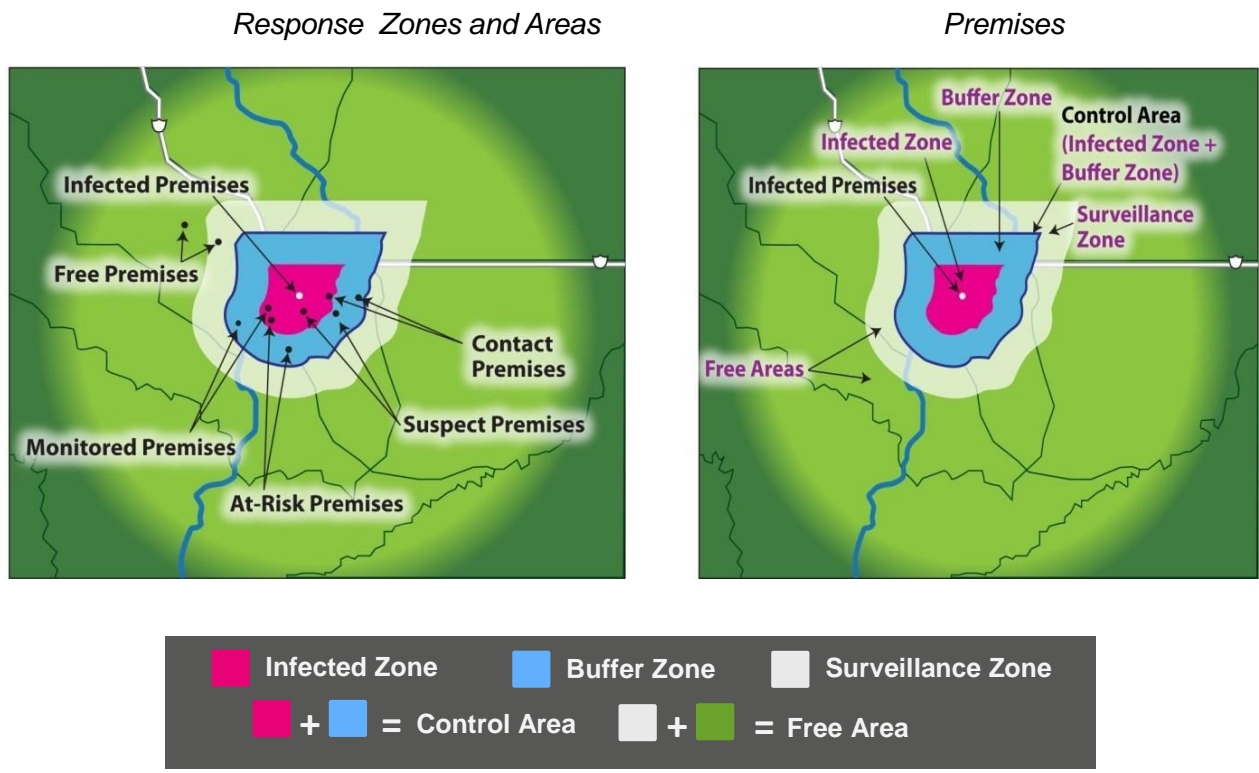 Response Zones and Areas
Premises
Infected Premises
Free Premises
Contact
Premises
Suspect Premises
Monitored Premises
At-Risk Premises
Buffer Zone
Control Area
(Infected Zone +
Buffer Zone)
Infected Zone
Infected Premises
Surveillance
Zone
Free Areas
Infected Zone
Buffer Zone
Surveillance Zone
+ = Control Area
+ = Free Area